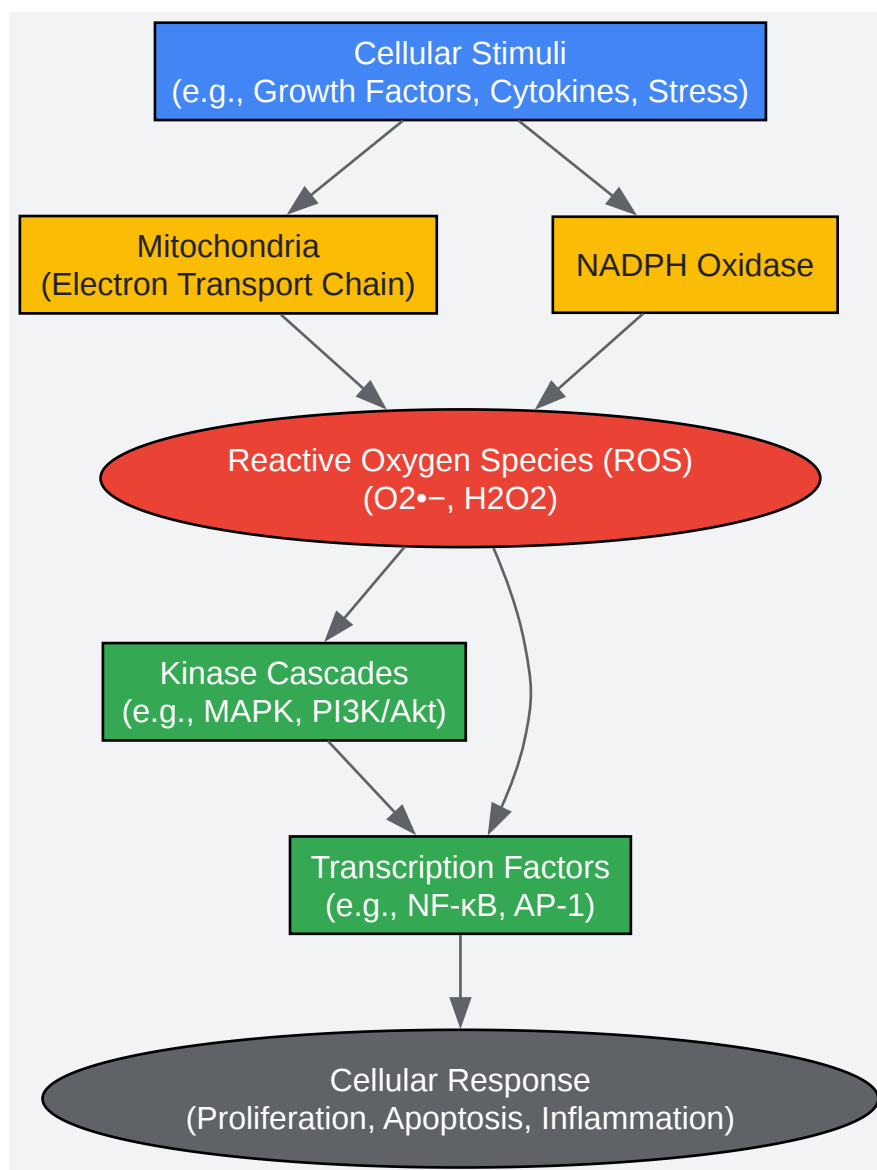 Cellular Stimuli
(e.g., Growth Factors, Cytokines, Stress)
Mitochondria
(Electron Transport Chain)
NADPH Oxidase
Reactive Oxygen Species (ROS)
(O2•−, H2O2)
Kinase Cascades
(e.g., MAPK, PI3K/Akt)
Transcription Factors
(e.g., NF-κB, AP-1)
Cellular Response
(Proliferation, Apoptosis, Inflammation)